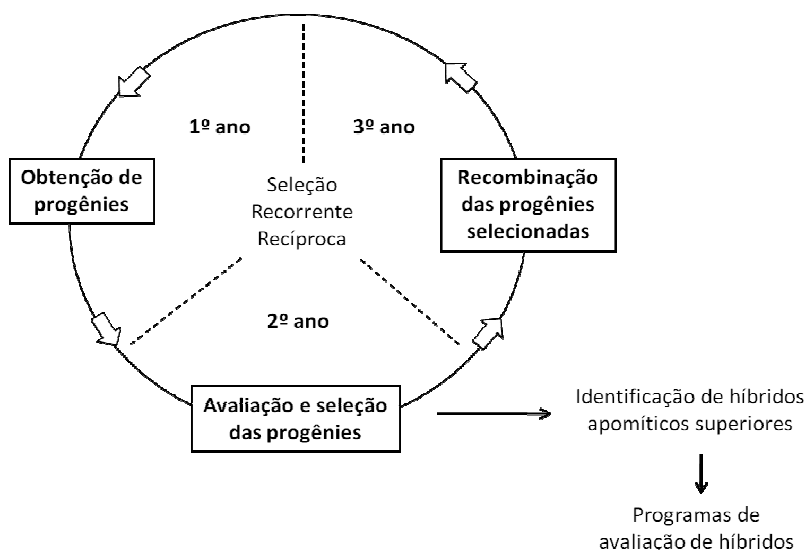 1º ano
3º ano
Obtenção de
progênies
Seleção
Recorrente
Recíproca
Recombinação
das progênies
selecionadas
2º ano
Avaliação e seleção
das progênies
Identificação de híbridos
apomíticos superiores
Programas de
avaliação de híbridos